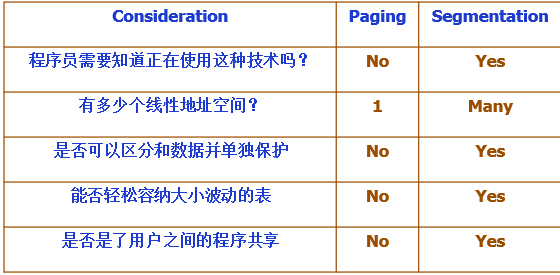 Consideration Paging Segmentation
程序员需要知道正在使用这种技术吗？ No Yes
有多少个线性地址空间？ 1 Many
是否可以区分和数据并单独保护 No Yes
能否轻松容纳大小波动的表 No Yes
是否是了用户之间的程序共享 No Yes